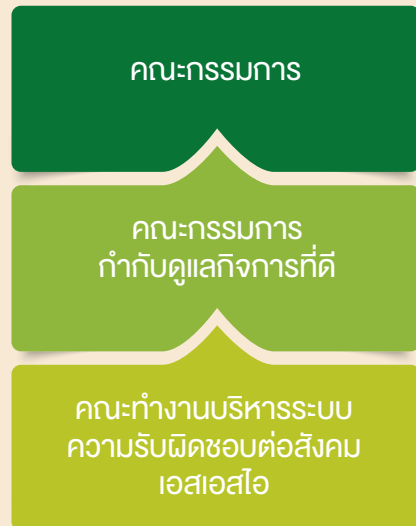 คณะกรรมการ
คณะกรรมการ
กำกับดูแลกิจการที่ดี
คณะทำงานบริหารระบบ
ความรับผิดชอบต่อสังคม
เอสเอสไอ